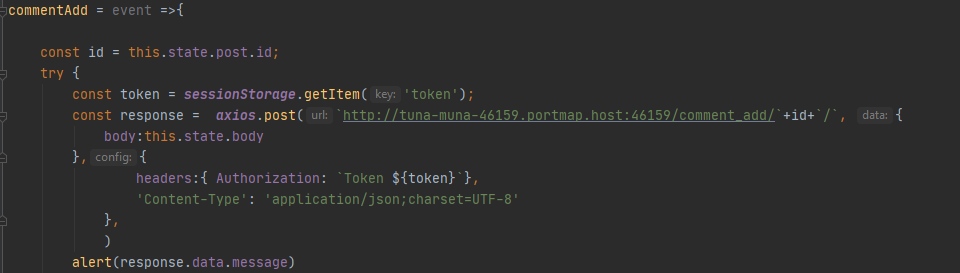 commentAdd = event =>{
const id = this.state.post.id;
try {
const token = sessionStorage.getItem( key: 'token');
const response =  axios.post( url: `http://tuna-muna-46159.portmap.host:46159/comment_add/`+id+`/`, data: {
body:this.state.body
}, config: {
headers:{ Authorization: `Token ${token}`},
'Content-Type': 'application/json;charset=UTF-8'
},
)
alert(response.data.message)